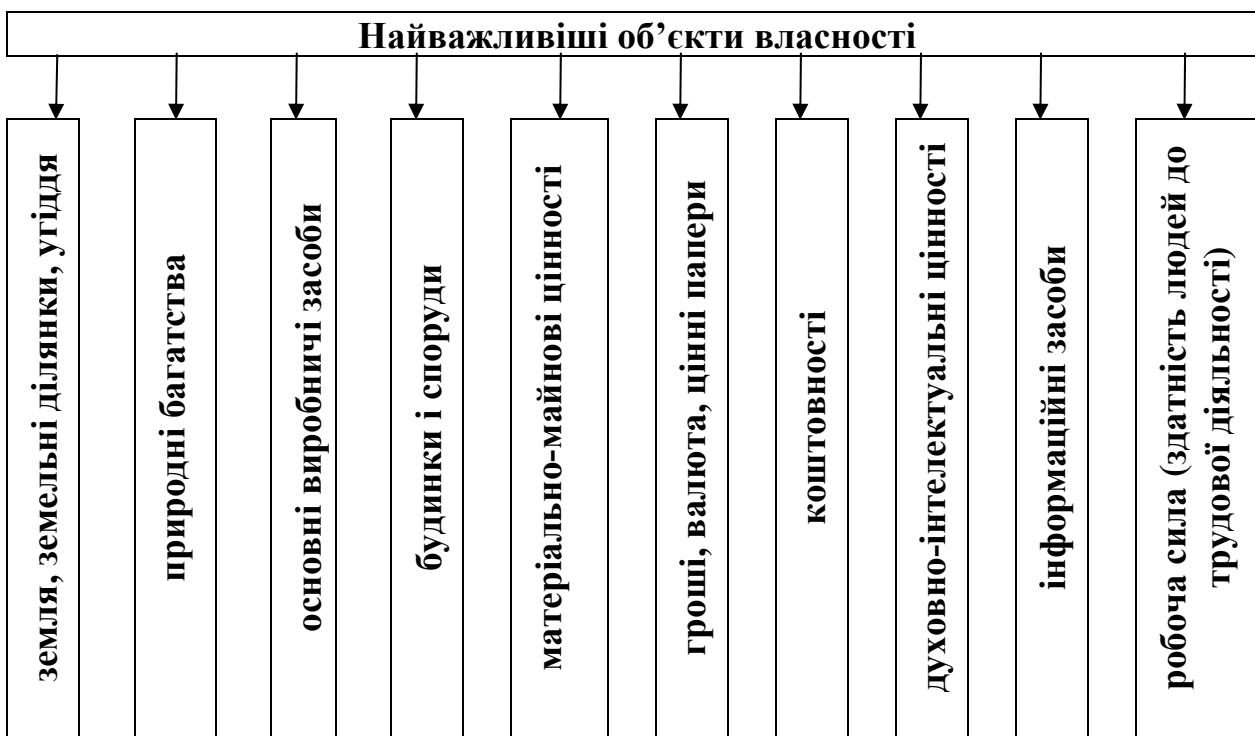 Найважливіші об’єкти власності
земля, земельні ділянки, угіддя
природні багатства
основні виробничі засоби
будинки і споруди
матеріально-майнові цінності
гроші, валюта, цінні папери
коштовності
духовно-інтелектуальні цінності
інформаційні засоби
робоча сила (здатність людей до
трудової діяльності)